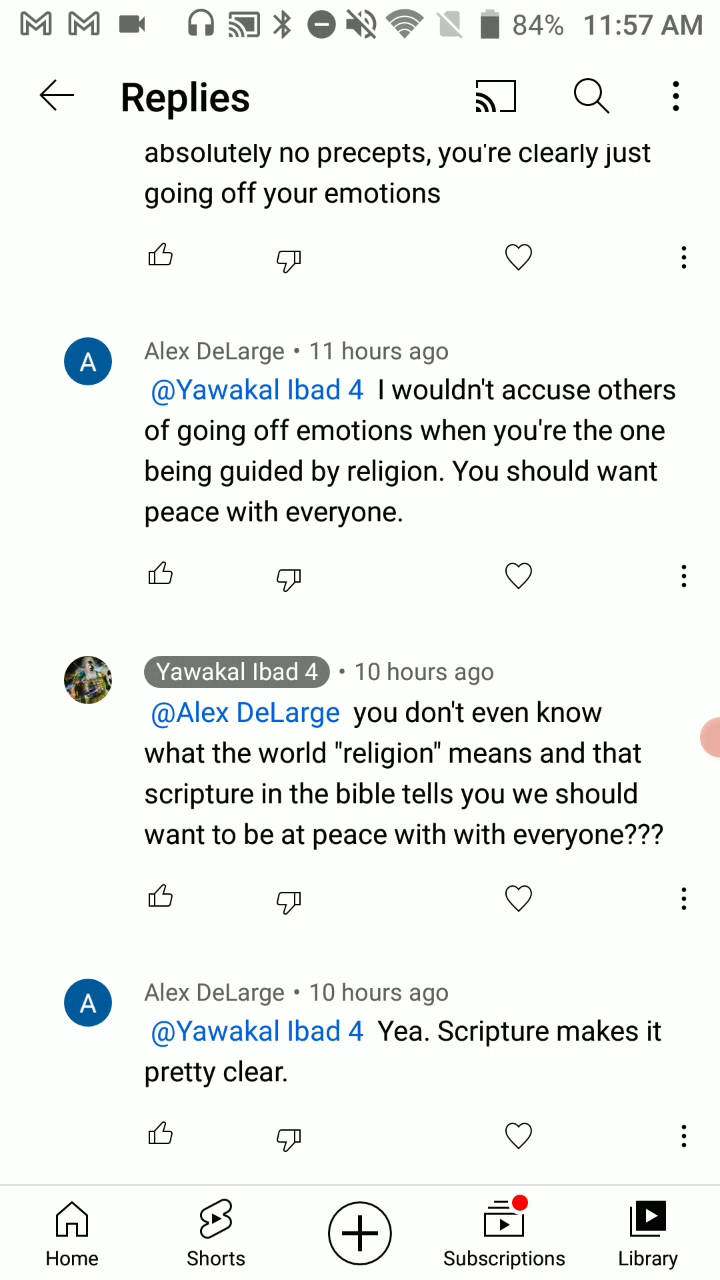 84% 11:57 AM
Replies
absolutely no precepts, you're clearly just
going off your emotions
Alex DeLarge • 11 hours ago
@Yawakal Ibad 4 I wouldn't accuse others
of going off emotions when you're the one
being guided by religion. You should want
peace with everyone.
Yawakal Ibad 4 • 10 hours ago
@Alex DeLarge you don't even know
what the world "religion" means and that
scripture in the bible tells you we should
want to be at peace with with everyone???
A
Alex DeLarge • 10 hours ago
@Yawakal Ibad 4 Yea. Scripture makes it
pretty clear.
A
Home
Shorts
Subscriptions
Library